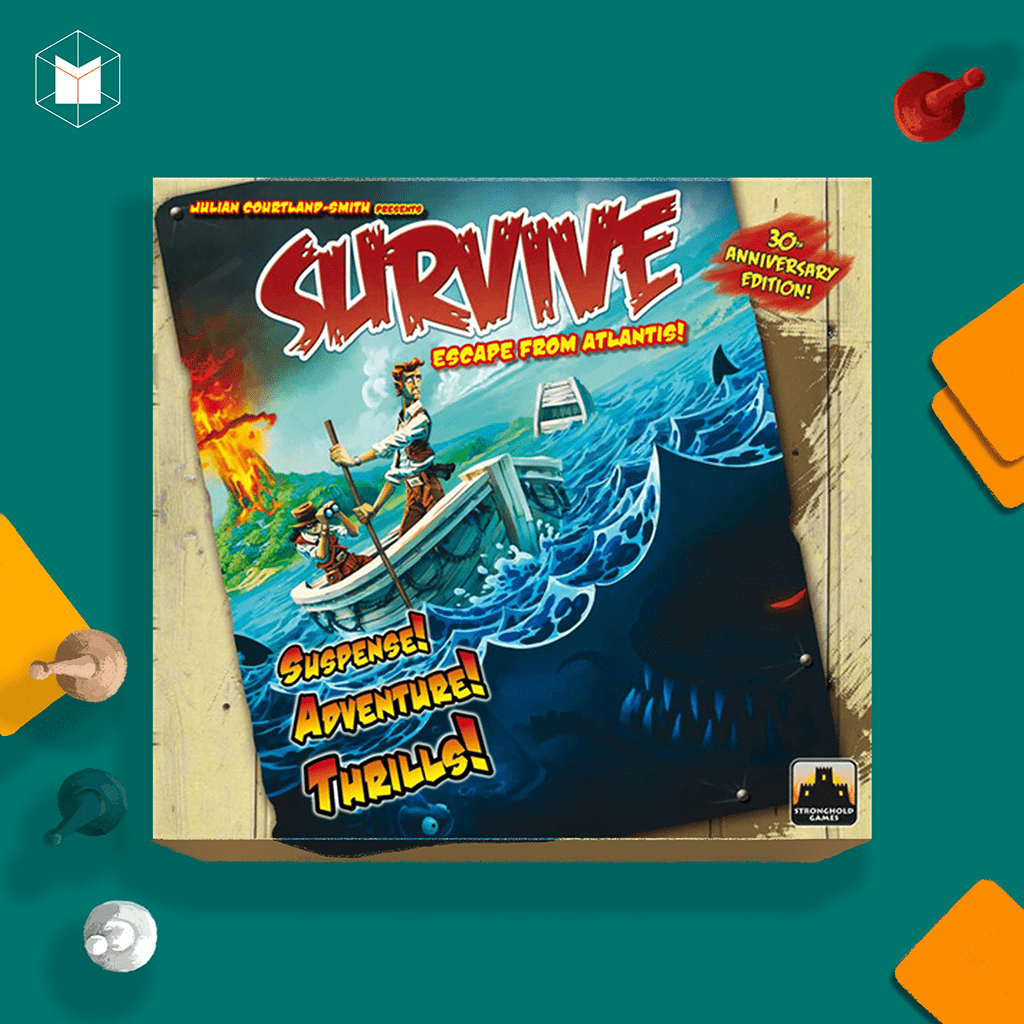 JULIAN COURTLAND-SMITH PRESENTS
SURVIVE
ESCAPE FROM ATLANTIS!
30TH
ANNIVERSARY
EDITION!
SUSPENSE!
ADVENTURE!
THRILLS!
STRONGHOLD
GAMES